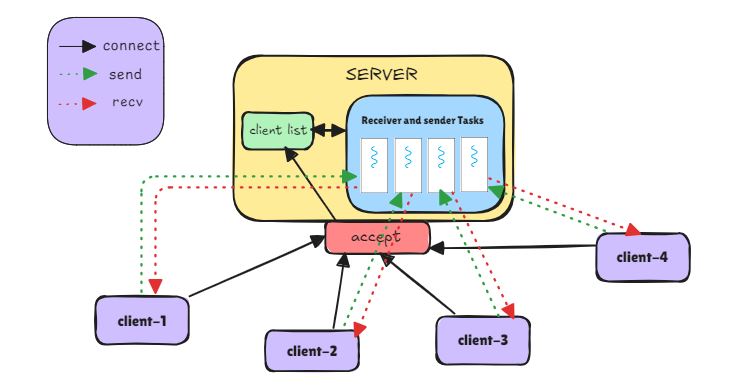 connect
send
recv
SERVER
Receiver and sender Tasks
client list
accept
client-4
client-1
client-2
client-3